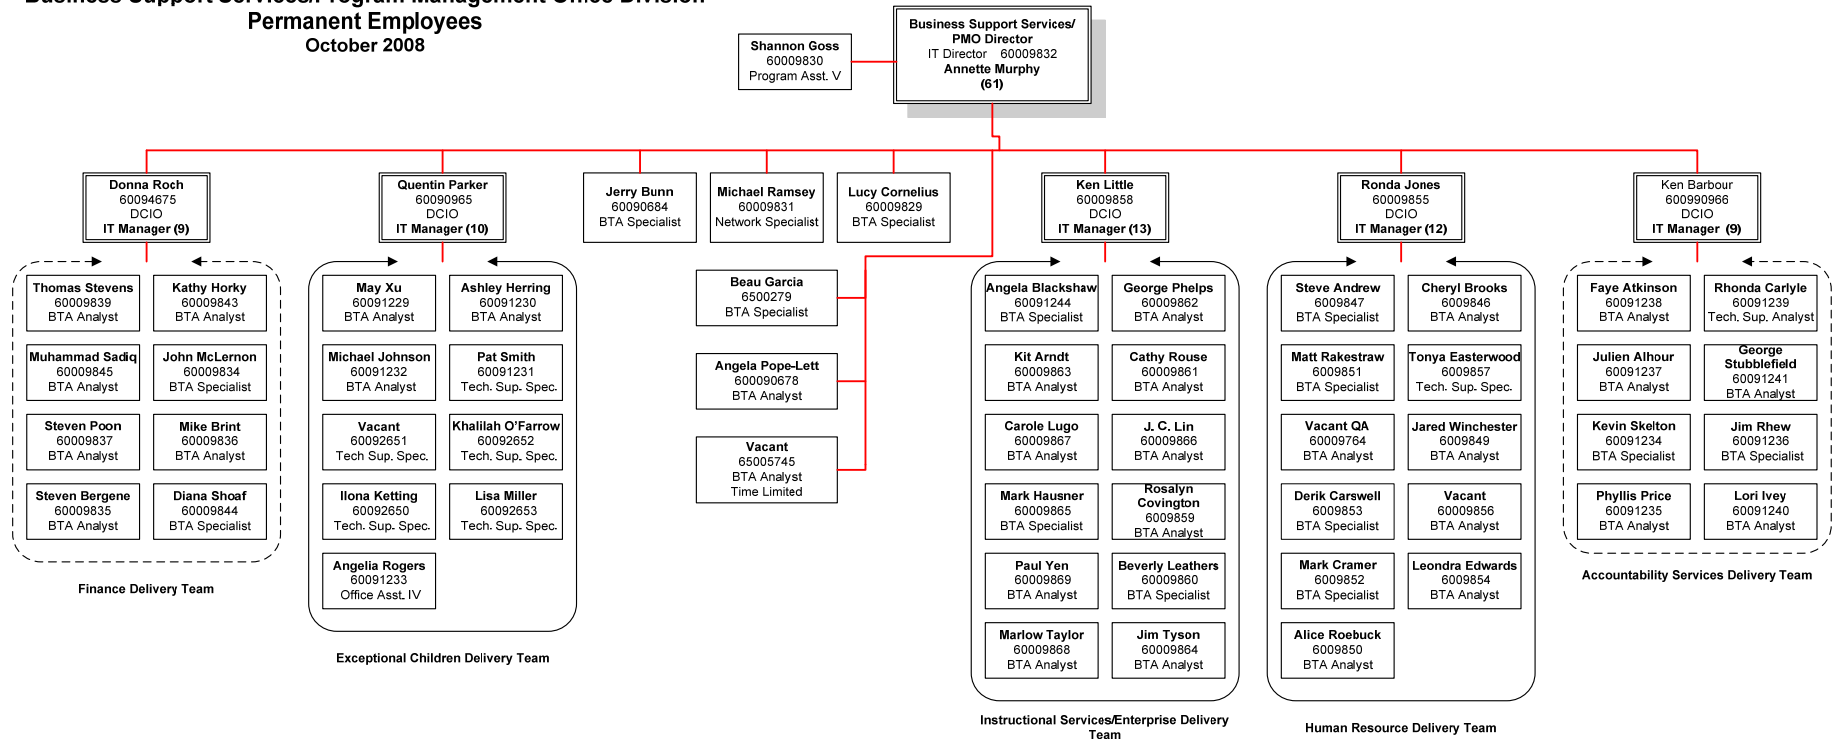 Business Support Services/Program Management Office Division
Permanent Employees
October 2008
Business Support Services/
PMO Director
IT Director 60009832
Annette Murphy
(61)
Shannon Goss
60009830
Program Asst. V
Donna Roch
60094675
DCIO
IT Manager (9)
Quentin Parker
60090965
DCIO
IT Manager (10)
Jerry Bunn
60090684
BTA Specialist
Michael Ramsey
60009831
Network Specialist
Lucy Cornelius
60009829
BTA Specialist
Ken Little
60009858
DCIO
IT Manager (13)
Ronda Jones
60009855
DCIO
IT Manager (12)
Ken Barbour
600990966
DCIO
IT Manager (9)
Thomas Stevens
60009839
BTA Analyst
Kathy Horky
60009843
BTA Analyst
Muhammad Sadiq
60009845
BTA Analyst
John McLernon
60009834
BTA Specialist
Steven Poon
60009837
BTA Analyst
Mike Brint
60009836
BTA Analyst
Steven Bergene
60009835
BTA Analyst
Diana Shoaf
60009844
BTA Specialist
Finance Delivery Team
May Xu
60091229
BTA Analyst
Ashley Herring
60091230
BTA Analyst
Michael Johnson
60091232
BTA Analyst
Pat Smith
60091231
Tech. Sup. Spec.
Vacant
60092651
Tech Sup. Spec.
Khalilah O'Farrow
60092652
Tech. Sup. Spec.
Ilona Ketting
60092650
Tech. Sup. Spec.
Lisa Miller
60092653
Tech. Sup. Spec.
Angelia Rogers
60091233
Office Asst. IV
Exceptional Children Delivery Team
Beau Garcia
6500279
BTA Specialist
Angela Pope-Lett
600090678
BTA Analyst
Vacant
65005745
BTA Analyst
Time Limited
Angela Blackshaw
60091244
BTA Specialist
George Phelps
60009862
BTA Analyst
Kit Arndt
60009863
BTA Analyst
Cathy Rouse
60009861
BTA Analyst
Carole Lugo
60009867
BTA Analyst
J. C. Lin
60009866
BTA Analyst
Mark Hausner
60009865
BTA Specialist
Rosalyn
Covington
6009859
BTA Analyst
Paul Yen
60009869
BTA Analyst
Beverly Leathers
60009860
BTA Specialist
Marlow Taylor
60009868
BTA Analyst
Jim Tyson
60009864
BTA Analyst
Instructional Services/Enterprise Delivery
Team
Steve Andrew
6009847
BTA Specialist
Cheryl Brooks
6009846
BTA Analyst
Matt Rakestraw
6009851
BTA Specialist
Tonya Easterwood
6009857
Tech. Sup. Spec.
Vacant QA
60009764
BTA Analyst
Jared Winchester
6009849
BTA Analyst
Derik Carswell
6009853
BTA Specialist
Vacant
60009856
BTA Analyst
Mark Cramer
6009852
BTA Specialist
Leondra Edwards
6009854
BTA Analyst
Alice Roebuck
6009850
BTA Analyst
Human Resource Delivery Team
Faye Atkinson
60091238
BTA Analyst
Rhonda Carlyle
60091239
Tech. Sup. Analyst
Julien Alhour
60091237
BTA Analyst
George
Stubblefield
60091241
BTA Analyst
Kevin Skelton
60091234
BTA Specialist
Jim Rhew
60091236
BTA Specialist
Phyllis Price
60091235
BTA Analyst
Lori Ivey
60091240
BTA Analyst
Accountability Services Delivery Team